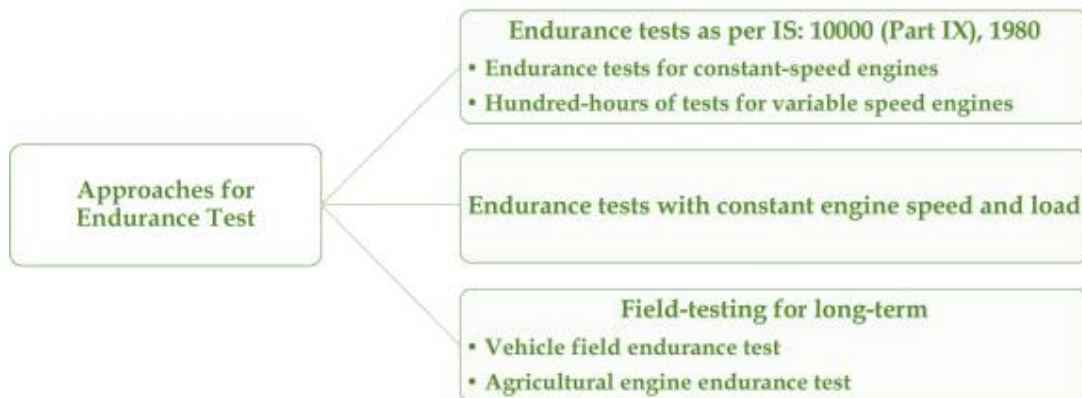 Endurance tests as per IS: 10000 (Part IX), 1980
• Endurance tests for constant-speed engines
• Hundred-hours of tests for variable speed engines
Approaches for
Endurance Test
Endurance tests with constant engine speed and load
Field-testing for long-term
• Vehicle field endurance test
• Agricultural engine endurance test